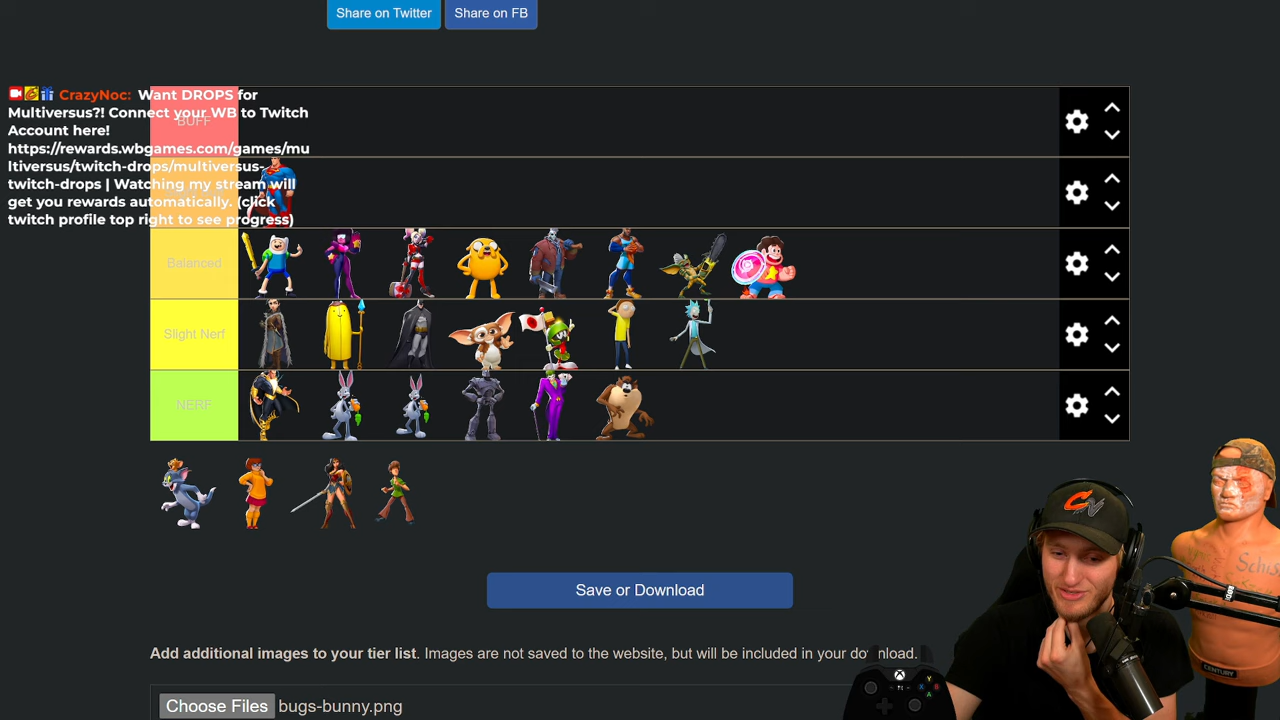 Share on Twitter
Share on FB
CrazyNoc: Want DROPS for
Multiversus?! Connect your WB to Twitch
Account here!
https://rewards.wbgames.com/games/mu
ltiversus/twitch-drops/multiversus-
twitch-drops | Watching my stream will
get you rewards automatically. (click
twitch profile top right to see progress)
BUFF
Balanced
Slight Nerf
NERF
Save or Download
Add additional images to your tier list. Images are not saved to the website, but will be included in your download.
Choose Files bugs-bunny.png
CENTURY